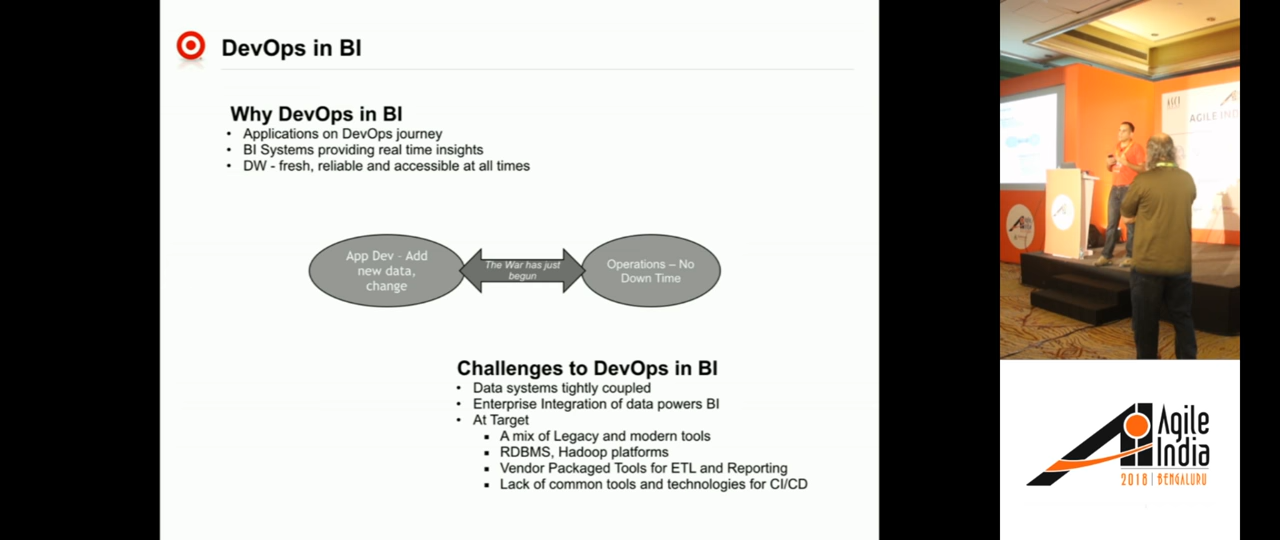 DevOps in BI
Why DevOps in BI
• Applications on DevOps journey
• BI Systems providing real time insights
• DW - fresh, reliable and accessible at all times
App Dev - Add
new data,
change
The War has just
begun
Operations – No
Down Time
Challenges to DevOps in BI
• Data systems tightly coupled
• Enterprise Integration of data powers BI
• At Target
▪ A mix of Legacy and modern tools
▪ RDBMS, Hadoop platforms
▪ Vendor Packaged Tools for ETL and Reporting
▪ Lack of common tools and technologies for CI/CD
ASCI
AGILE IND
Agile
India
2018 | BENGALURU